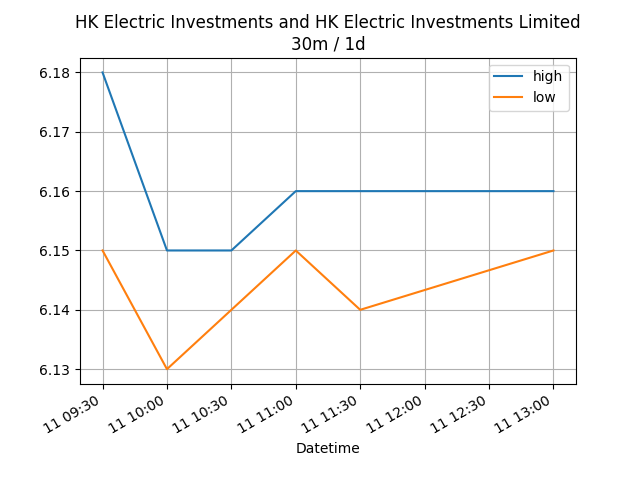 HK Electric Investments and HK Electric Investments Limited
30m / 1d
high
low
6.18
6.17
6.16
6.15
6.14
6.13
11 09:30
11 10:00
11 10:30
11 11:00
11 11:30
11 12:00
11 12:30
11 13:00
Datetime